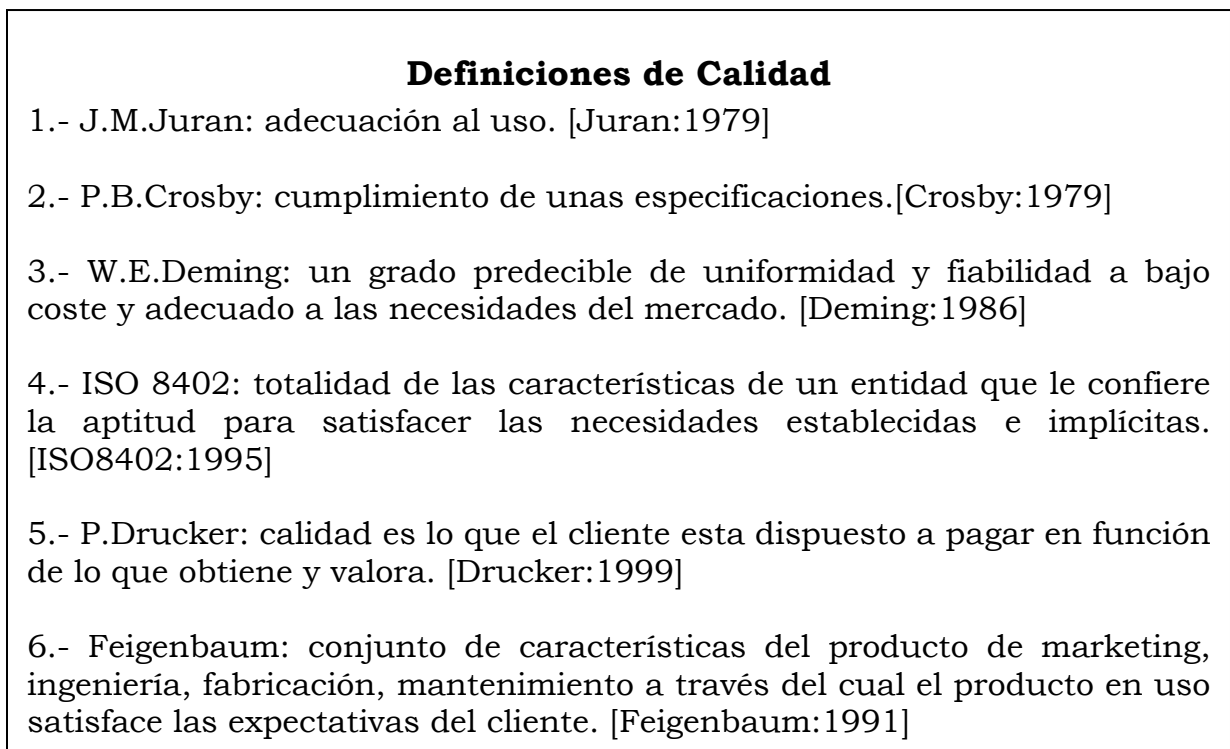 Definiciones de Calidad
1.- J.M.Juran: adecuación al uso. [Juran:1979]
2.- P.B.Crosby: cumplimiento de unas especificaciones.[Crosby:1979]
3.- W.E.Deming: un grado predecible de uniformidad y fiabilidad a bajo
coste y adecuado a las necesidades del mercado. [Deming:1986]
4.- ISO 8402: totalidad de las características de un entidad que le confiere
la aptitud para satisfacer las necesidades establecidas e implícitas.
[ISO8402:1995]
5.- P.Drucker: calidad es lo que el cliente esta dispuesto a pagar en función
de lo que obtiene y valora. [Drucker:1999]
6.- Feigenbaum: conjunto de características del producto de marketing,
ingeniería, fabricación, mantenimiento a través del cual el producto en uso
satisface las expectativas del cliente. [Feigenbaum:1991]